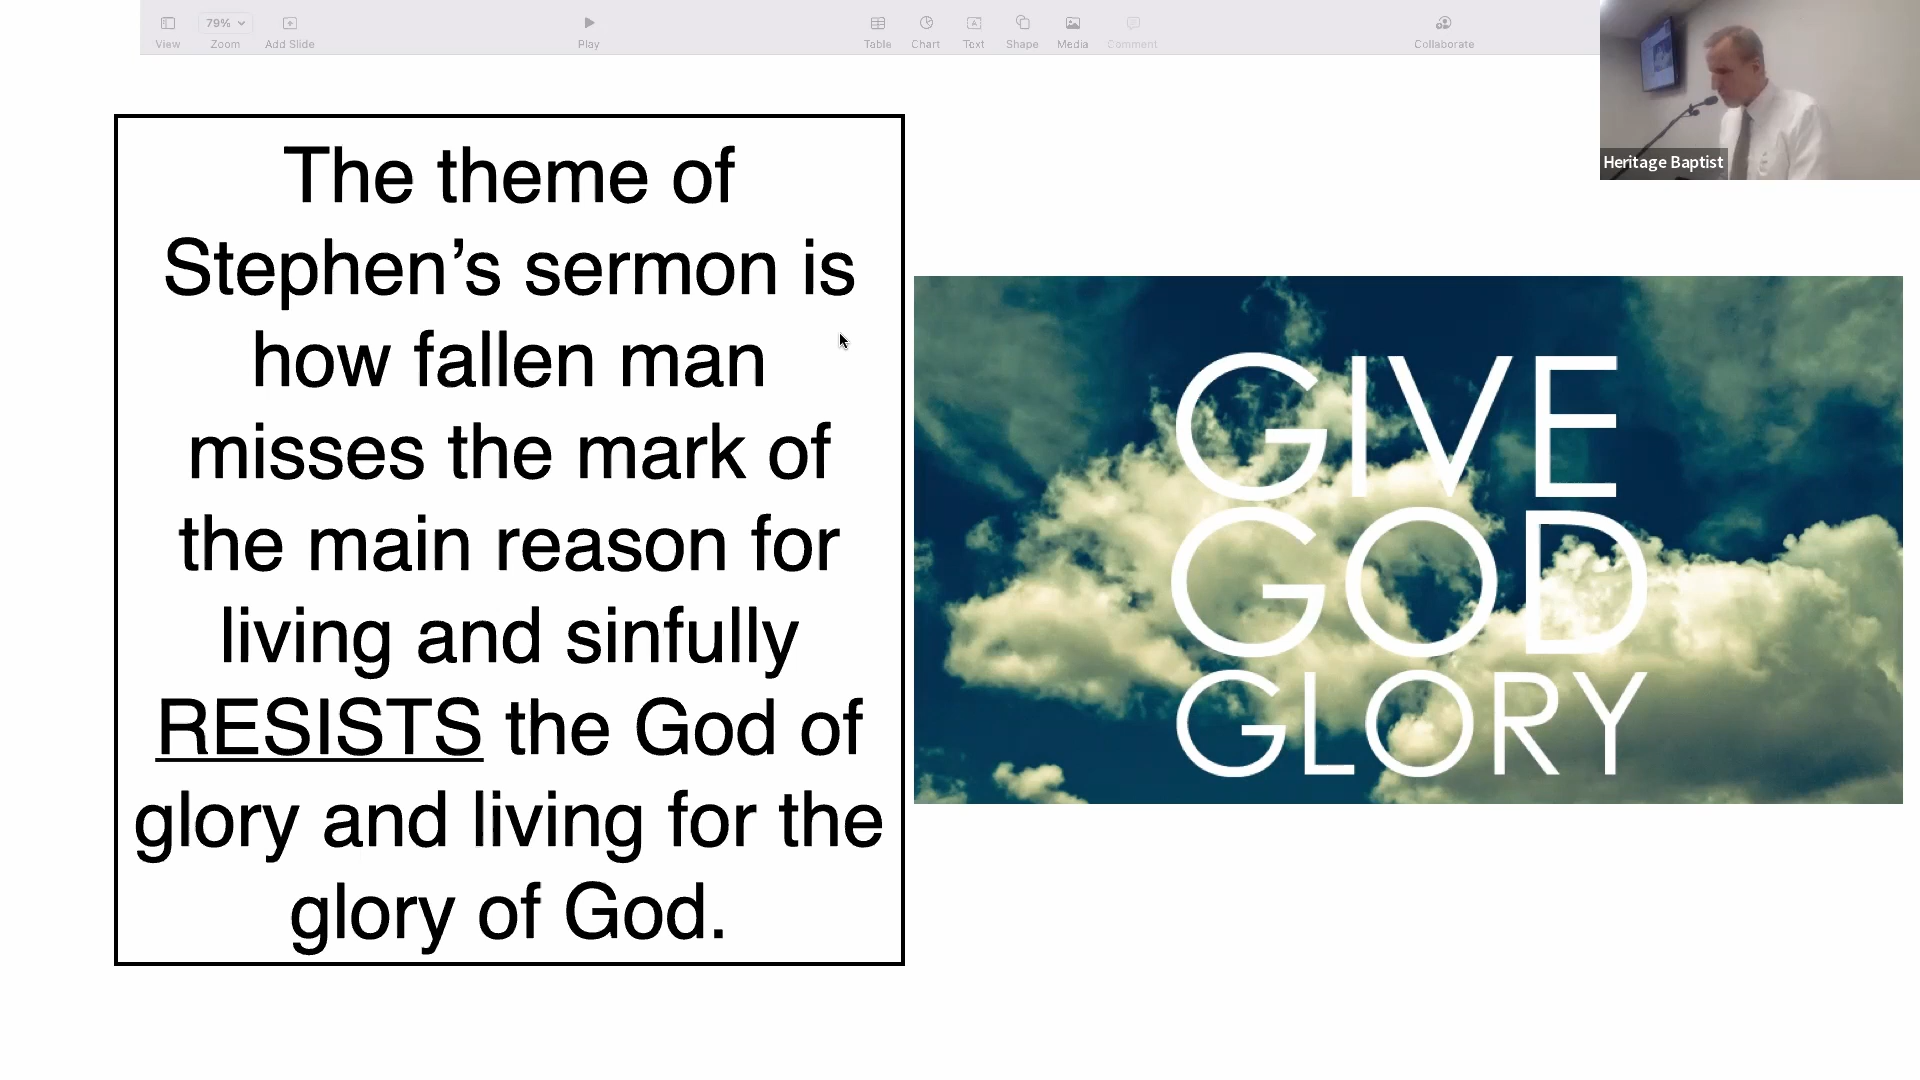 79%
View
Zoom
Add Slide
Play
Table
Chart
Text
Shape
Media
Comment
Collaborate
Heritage Baptist
The theme of
Stephen’s sermon is
how fallen man
misses the mark of
the main reason for
living and sinfully
RESISTS the God of
glory and living for the
glory of God.
GIVE
GOD
GLORY